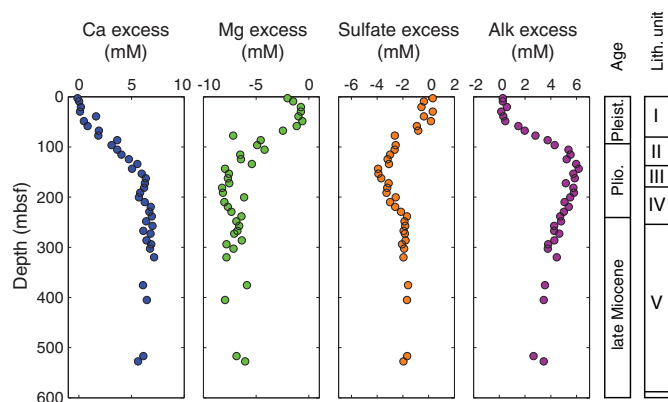 Ca excess
(mM)
Mg excess
(mM)
Sulfate excess
(mM)
Alk excess
(mM)
Age
Lith. unit
0 5 10
-10 -5 0
-6 -4 -2 0 2
-2 0 2 4 6
0
100
200
300
400
500
600
Depth (mbsf)
Pleist.
Plio.
late Miocene
I
II
III
IV
V